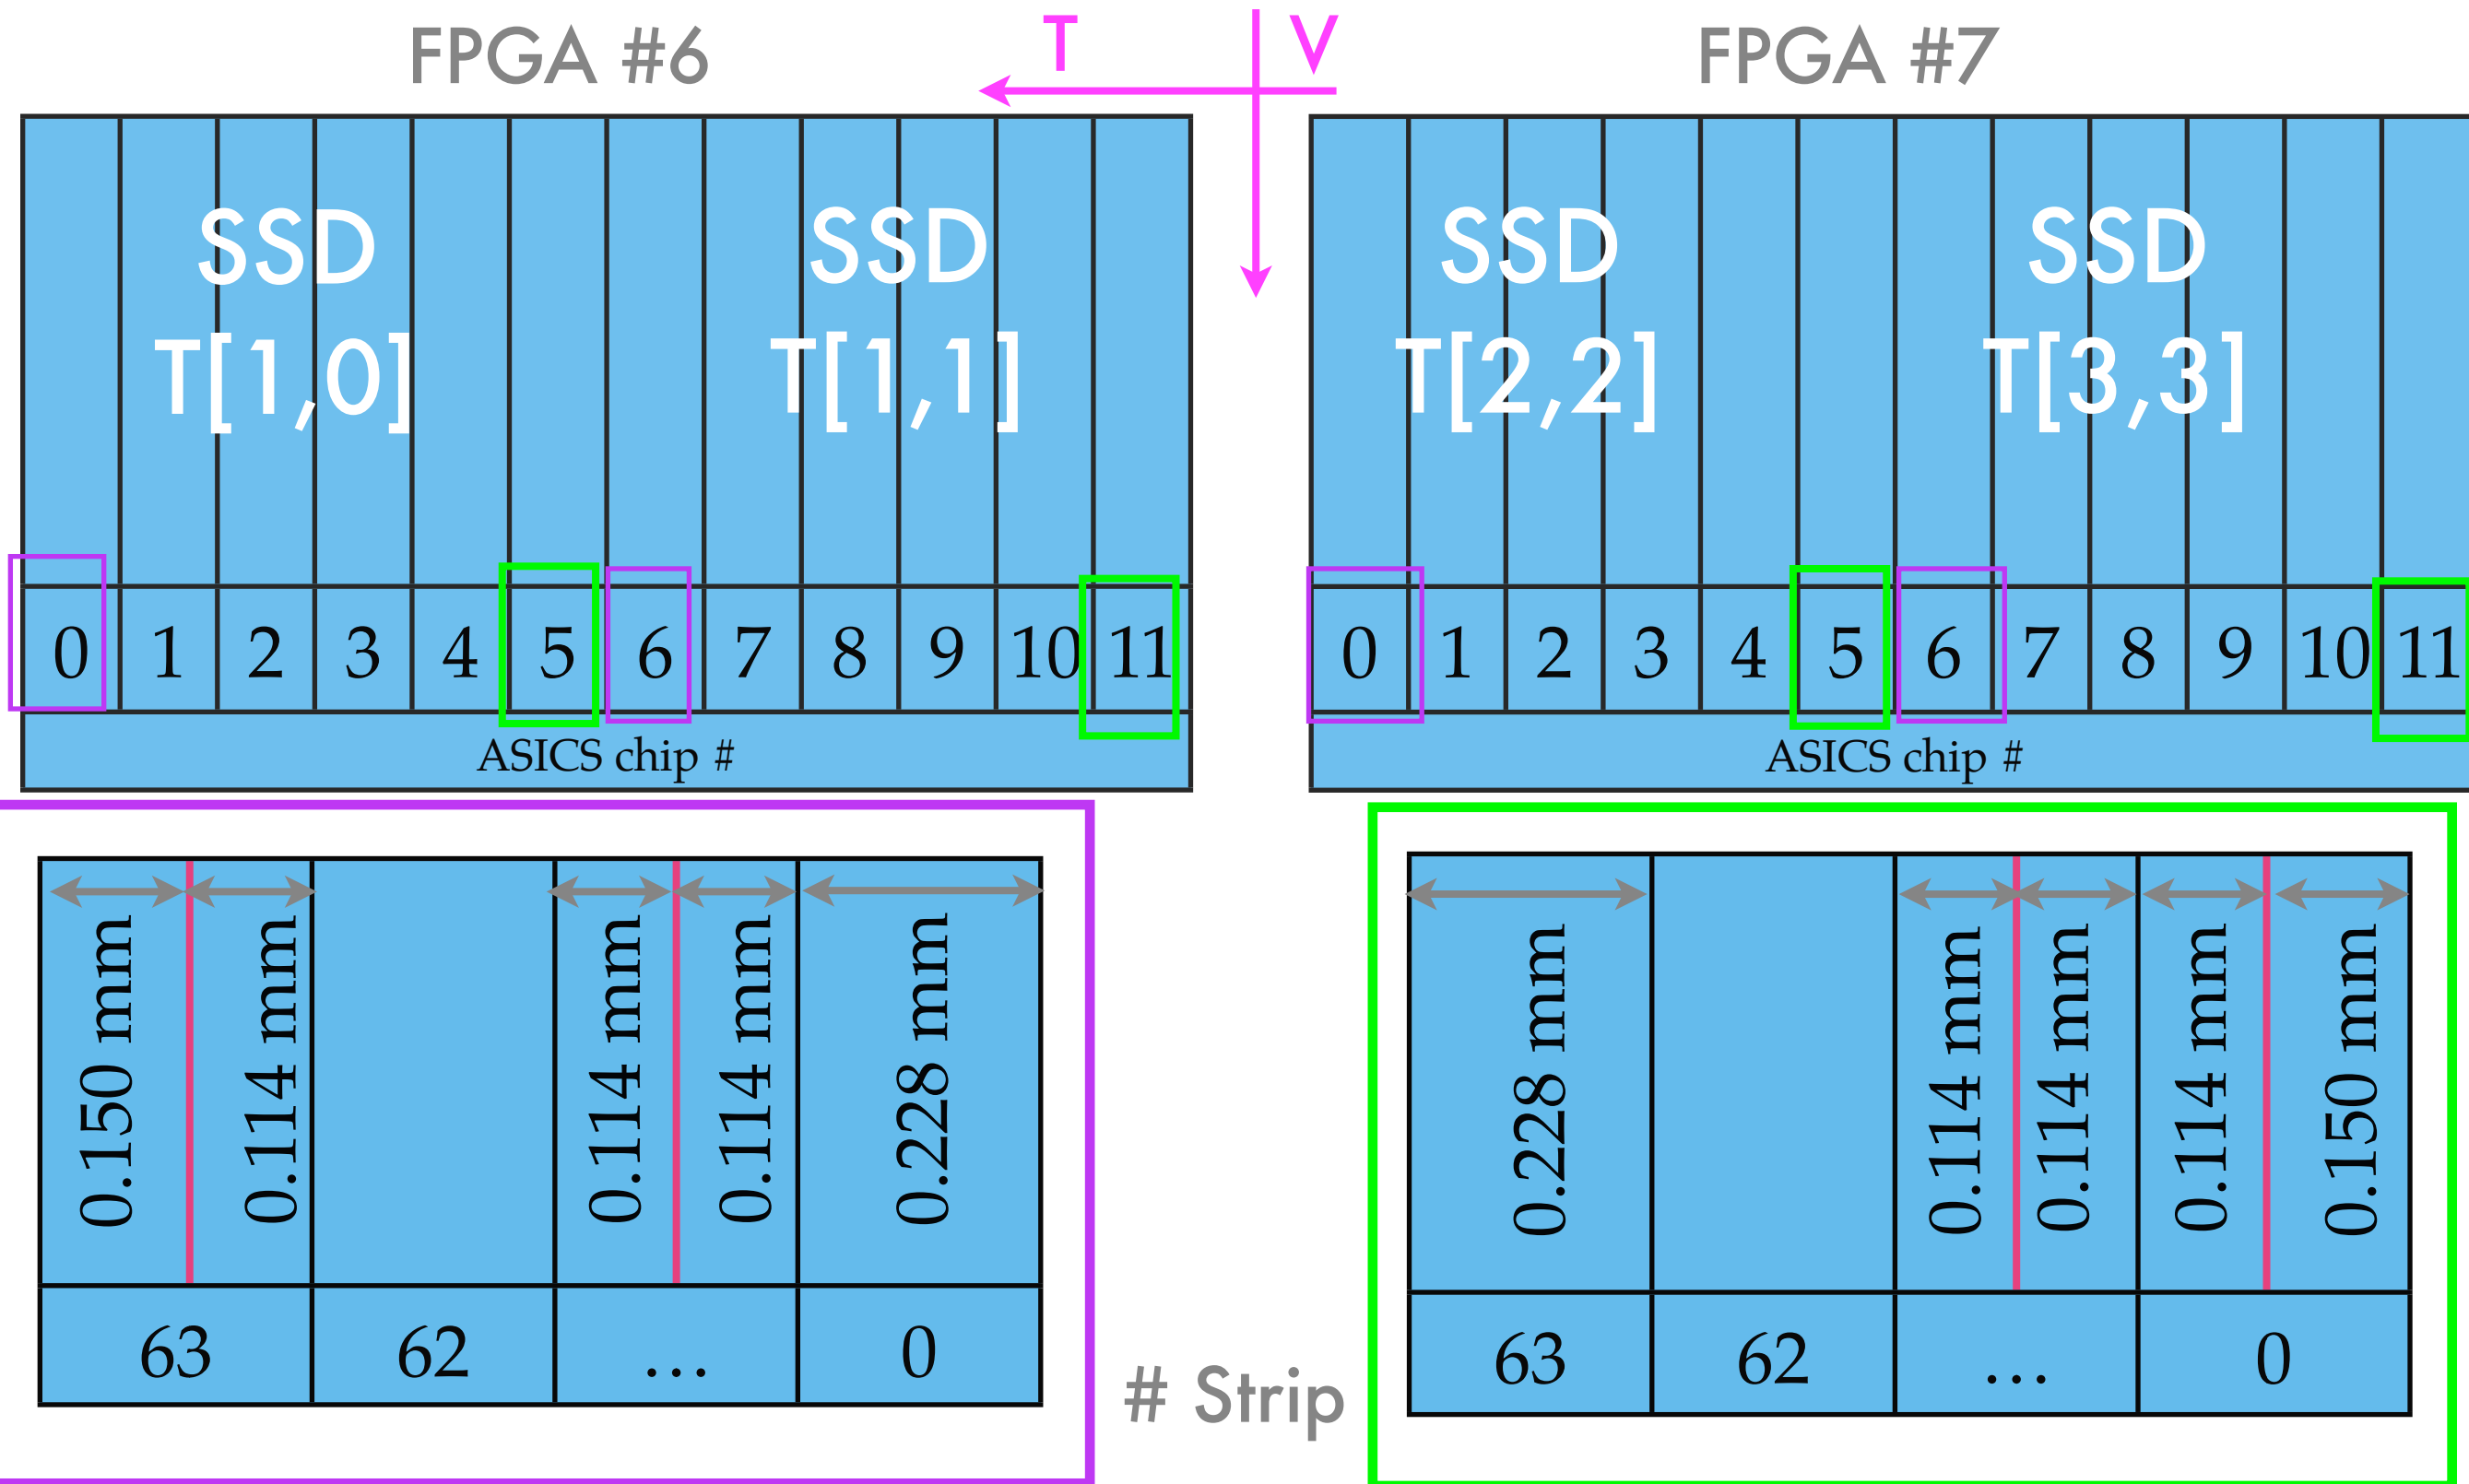 FPGA #6
T
V
FPGA #7
SSD
T[1,0]
SSD
T[1,1]
SSD
T[2,2]
SSD
T[3,3]
0 1 2 3 4 5 6 7 8 9 10 11
ASICS chip #
0 1 2 3 4 5 6 7 8 9 10 11
ASICS chip #
0.150 mm
0.114 mm
0.114 mm
0.114 mm
0.228 mm
63 62 ... 0
# Strip
0.228 mm
0.114 mm
0.114 mm
0.114 mm
0.150 mm
63 62 ... 0